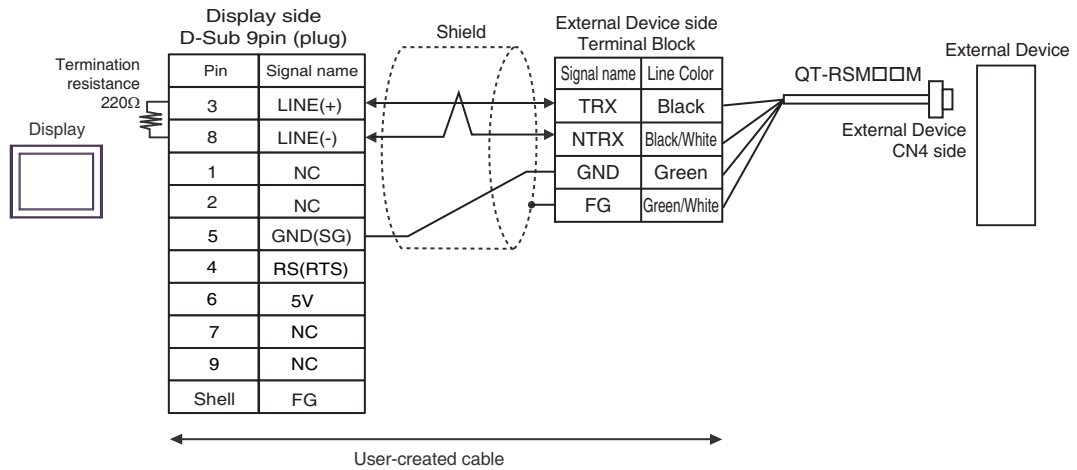 Display side
D-Sub 9pin (plug)
Shield
External Device side
Terminal Block
External Device
Termination
resistance
220Ω
Display
Pin Signal name
3 LINE(+)
8 LINE(-)
1 NC
2 NC
5 GND(SG)
4 RS(RTS)
6 5V
7 NC
9 NC
Shell FG
Signal name Line Color
TRX Black
NTRX Black/White
GND Green
FG Green/White
QT-RSM□□M
External Device
CN4 side
User-created cable